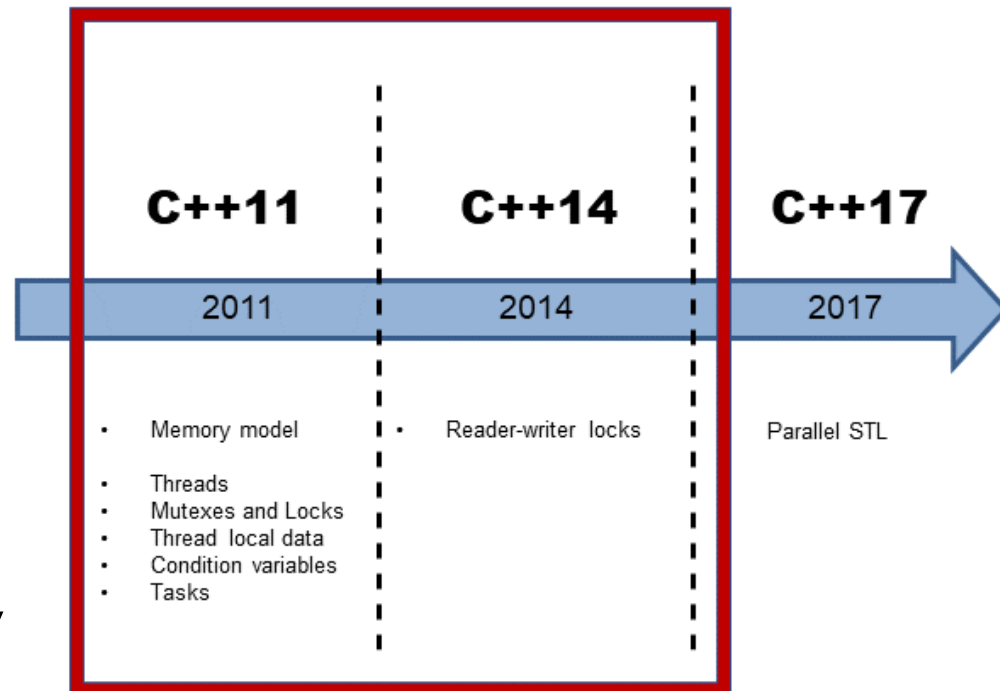 C++11
C++14
C++17
2011
2014
2017
• Memory model
• Threads
• Mutexes and Locks
• Thread local data
• Condition variables
• Tasks
• Reader-writer locks
Parallel STL